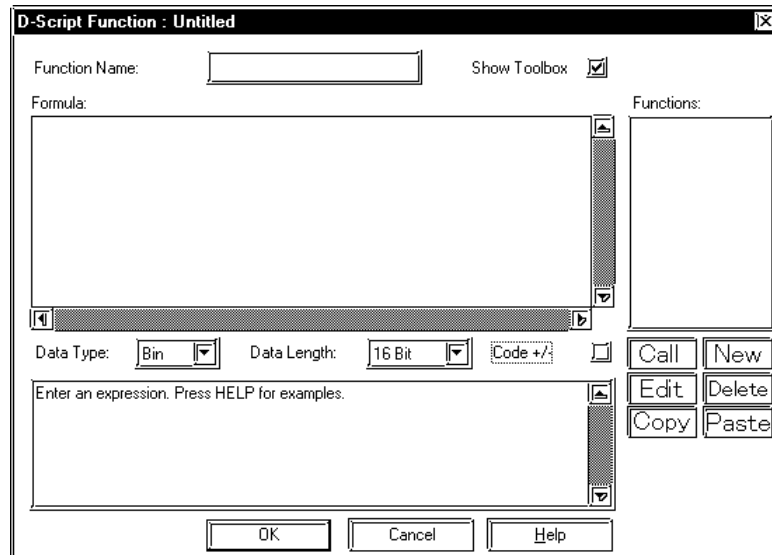 D-Script Function : Untitled
Function Name:
Show Toolbox
Formula:
Functions:
Data Type:
Bin
Data Length:
16 Bit
Code +/-
Call
New
Enter an expression. Press HELP for examples.
Edit
Delete
Copy
Paste
OK
Cancel
Help